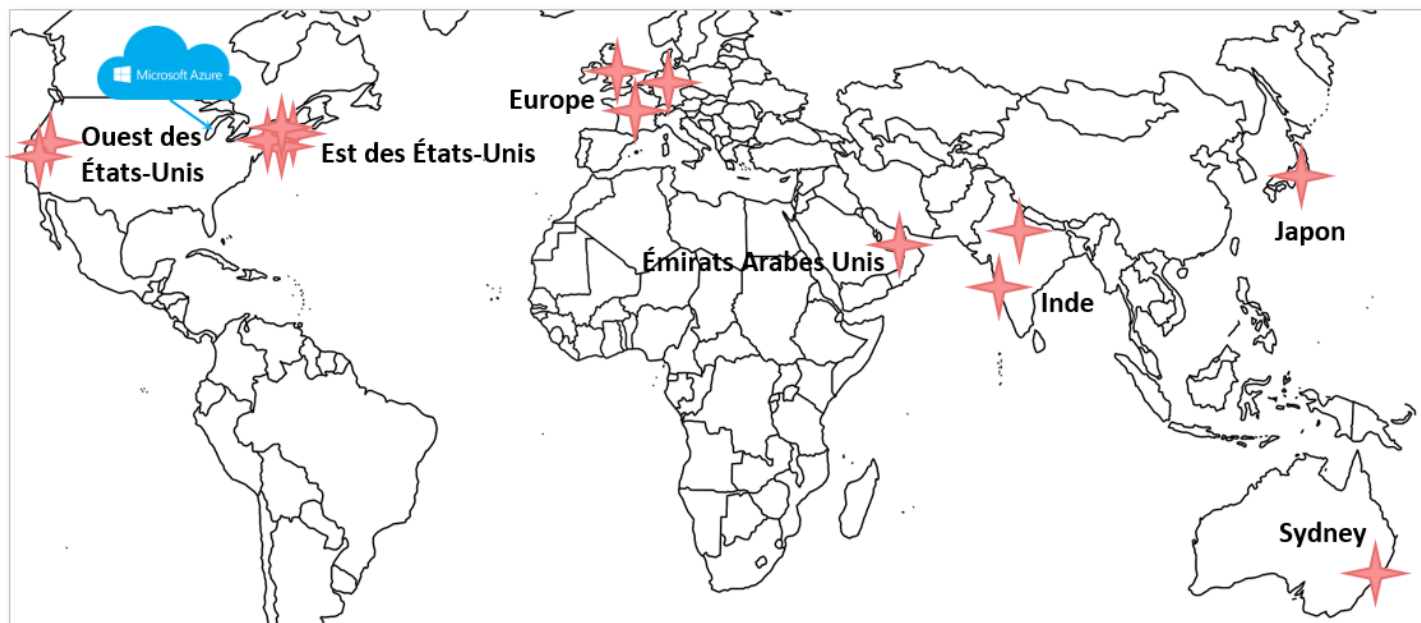 Microsoft Azure
Europe
Ouest des
États-Unis
Est des États-Unis
Japon
Émirats Arabes Unis
Inde
Sydney